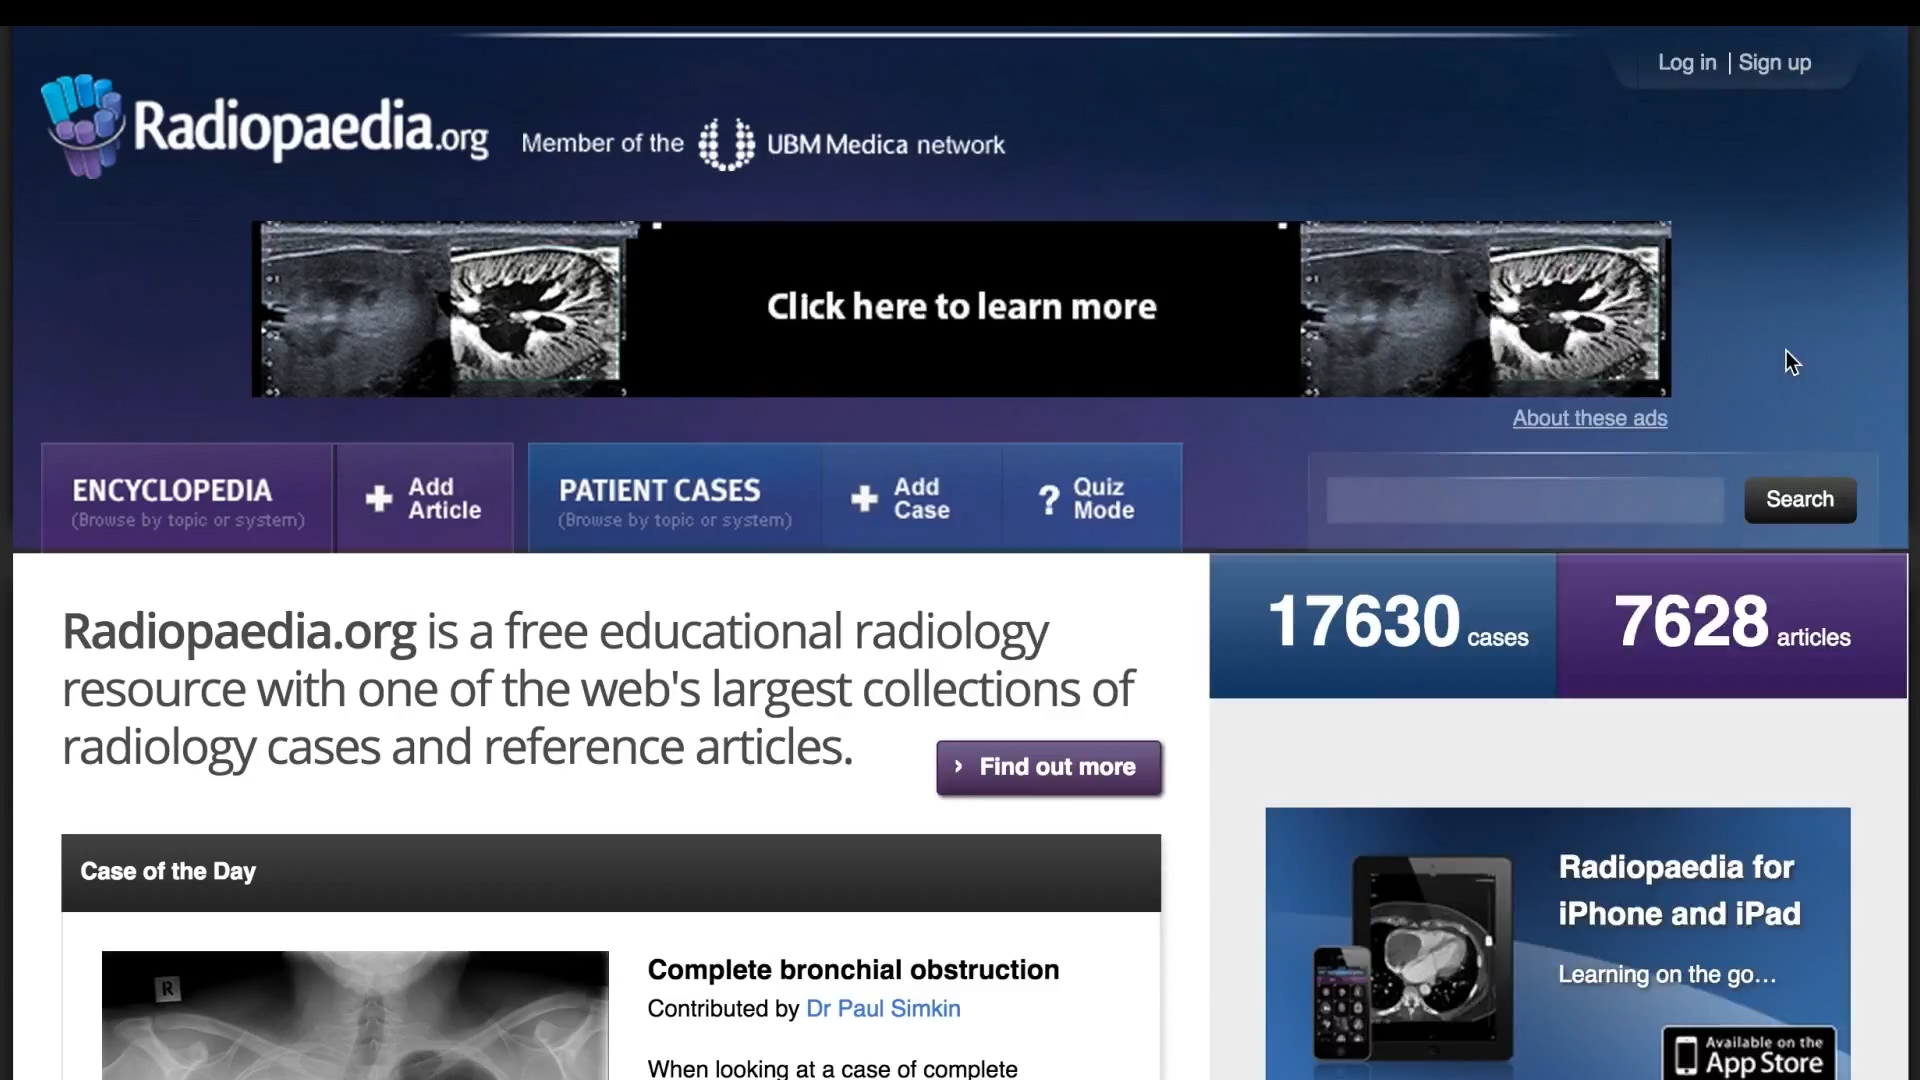 Log in | Sign up
Radiopaedia.org
Member of the UBM Medica network
Click here to learn more
About these ads
ENCYCLOPEDIA
(Browse by topic or system)
Add
Article
PATIENT CASES
(Browse by topic or system)
Add
Case
? Quiz
Mode
Search
Radiopaedia.org is a free educational radiology
resource with one of the web's largest collections of
radiology cases and reference articles.
Find out more
17630 cases
7628 articles
Case of the Day
R
Complete bronchial obstruction
Contributed by Dr Paul Simkin
When looking at a case of complete
Radiopaedia for
iPhone and iPad
Learning on the go...
Available on the
App Store